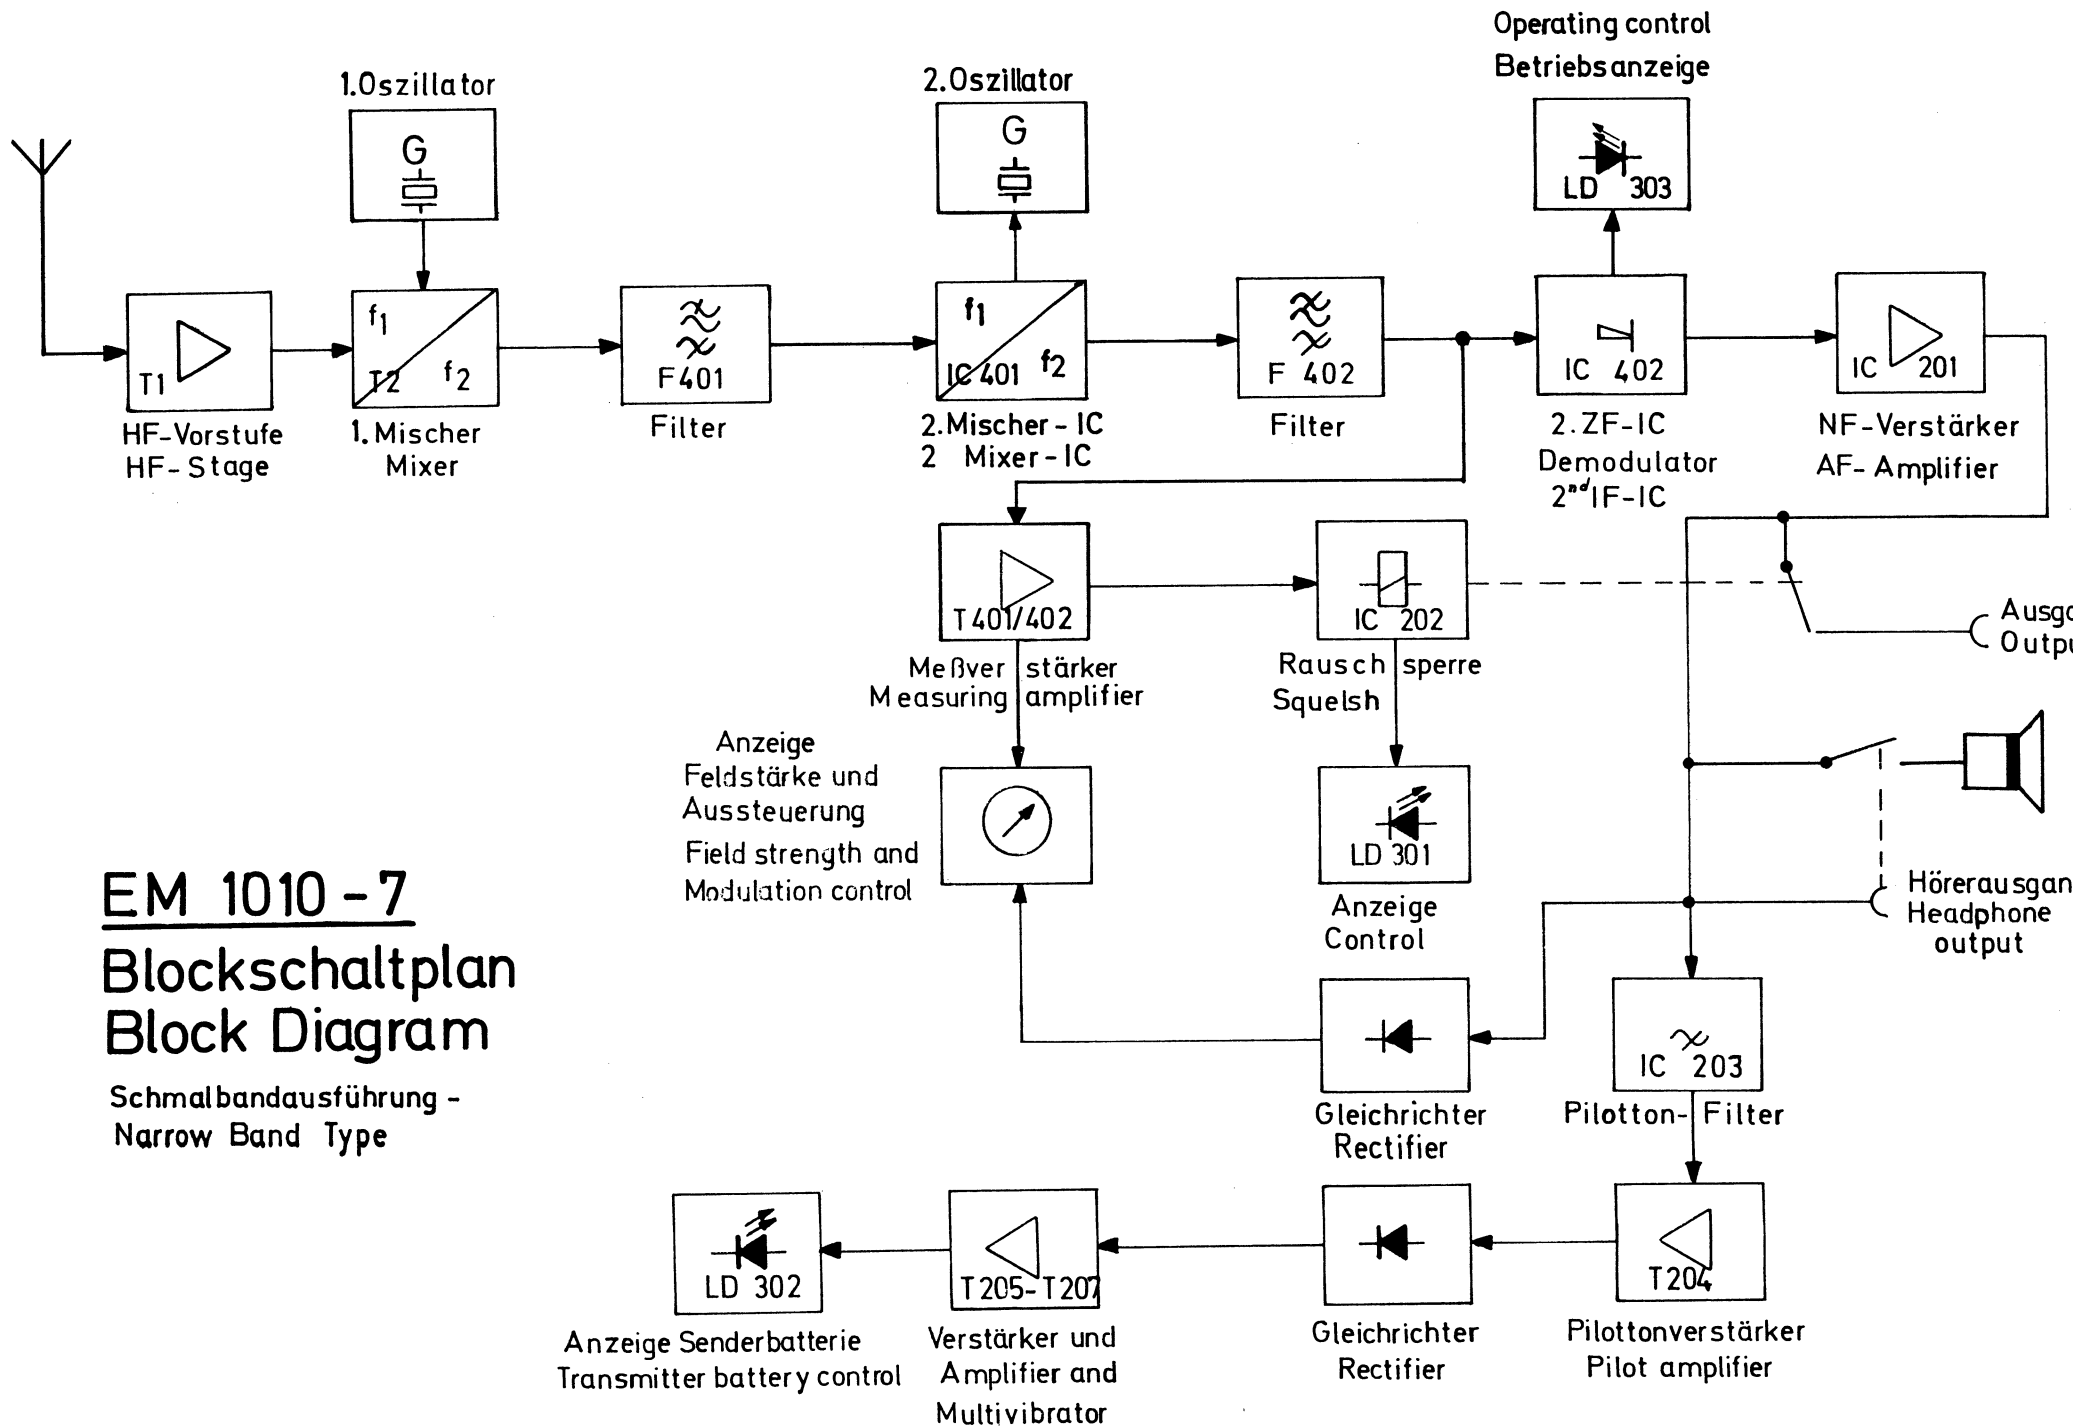 Operating control
Betriebsanzeige
1.Oszillator
2.Oszillator
G
G
LD 303
f1
f2
T2
T1
F401
f1
IC 401 f2
F 402
IC 402
IC 201
HF-Vorstufe
HF-Stage
1.Mischer
Mixer
Filter
2.Mischer-IC
2 Mixer-IC
Filter
2.ZF-IC
Demodulator
2nd IF-IC
NF-Verstärker
AF-Amplifier
T401/402
IC 202
Meßverstärker
Measuring amplifier
Rauschsperre
Squelsh
Output
Anzeige
Feldstärke und
Aussteuerung
Field strength and
Modulation control
LD 301
Anzeige
Control
Hörerausgan
Headphone
output
EM 1010-7
Blockschaltplan
Block Diagram
Schmalbandausführung-
Narrow Band Type
Gleichrichter
Rectifier
IC 203
Pilotton-Filter
LD 302
T205-T207
T204
Anzeige Senderbatterie
Transmitter battery control
Verstärker und
Amplifier and
Multivibrator
Gleichrichter
Rectifier
Pilottonverstärker
Pilot amplifier